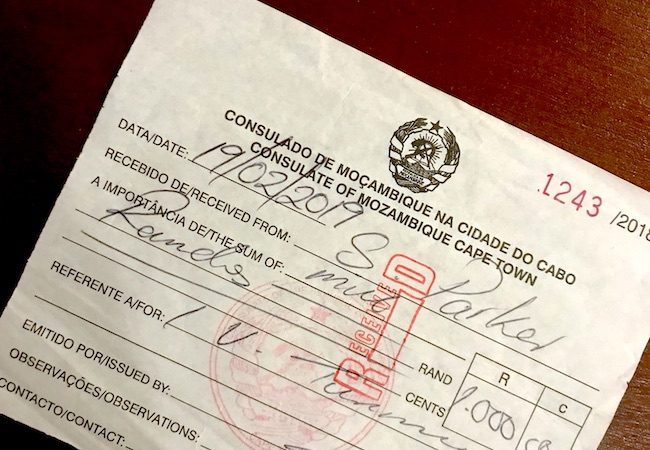 CONSULADO DE MOÇAMBIQUE NA CIDADE DO CABO
CONSULATE OF MOZAMBIQUE CAPE TOWN
1243 /2018
DATA/DATE: 19/02/2019
RECEBIDO DE/RECEIVED FROM: S. Parker
A IMPORTÂNCIA DE/THE SUM OF: mil
Rands
RECEIVED
REFERENTE A/FOR: 1 V.
RAND R C
CENTS 1.000
EMITIDO POR/ISSUED BY:
OBSERVAÇÕES/OBSERVATIONS:
CONTACTO/CONTACT: